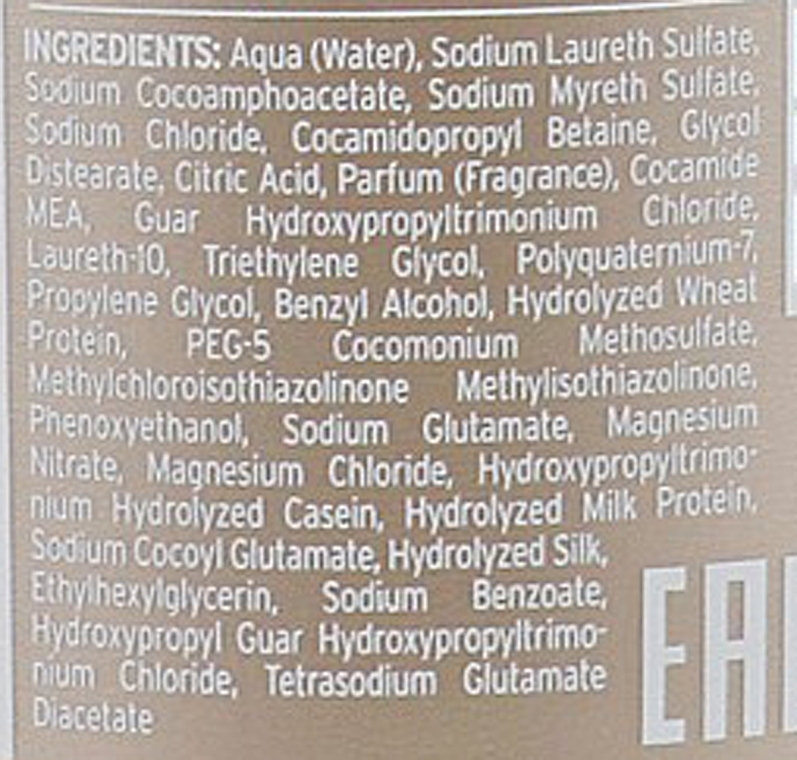 INGREDIENTS: Aqua (Water), Sodium Laureth Sulfate,
Sodium Cocoamphoacetate, Sodium Myreth Sulfate,
Sodium Chloride, Cocamidopropyl Betaine, Glycol
Distearate, Citric Acid, Parfum (Fragrance), Cocamide
MEA, Guar Hydroxypropyltrimonium Chloride,
Laureth-10, Triethylene Glycol, Polyquaternium-7,
Propylene Glycol, Benzyl Alcohol, Hydrolyzed Wheat
Protein, PEG-5 Cocomonium Methosulfate,
Methylchloroisothiazolinone Methylisothiazolinone,
Phenoxyethanol, Sodium Glutamate, Magnesium
Nitrate, Magnesium Chloride, Hydroxypropyltrimo-
nium Hydrolyzed Casein, Hydrolyzed Milk Protein,
Sodium Cocoyl Glutamate, Hydrolyzed Silk,
Ethylhexylglycerin, Sodium Benzoate,
Hydroxypropyl Guar Hydroxypropyltrimo-
nium Chloride, Tetrasodium Glutamate
Diacetate